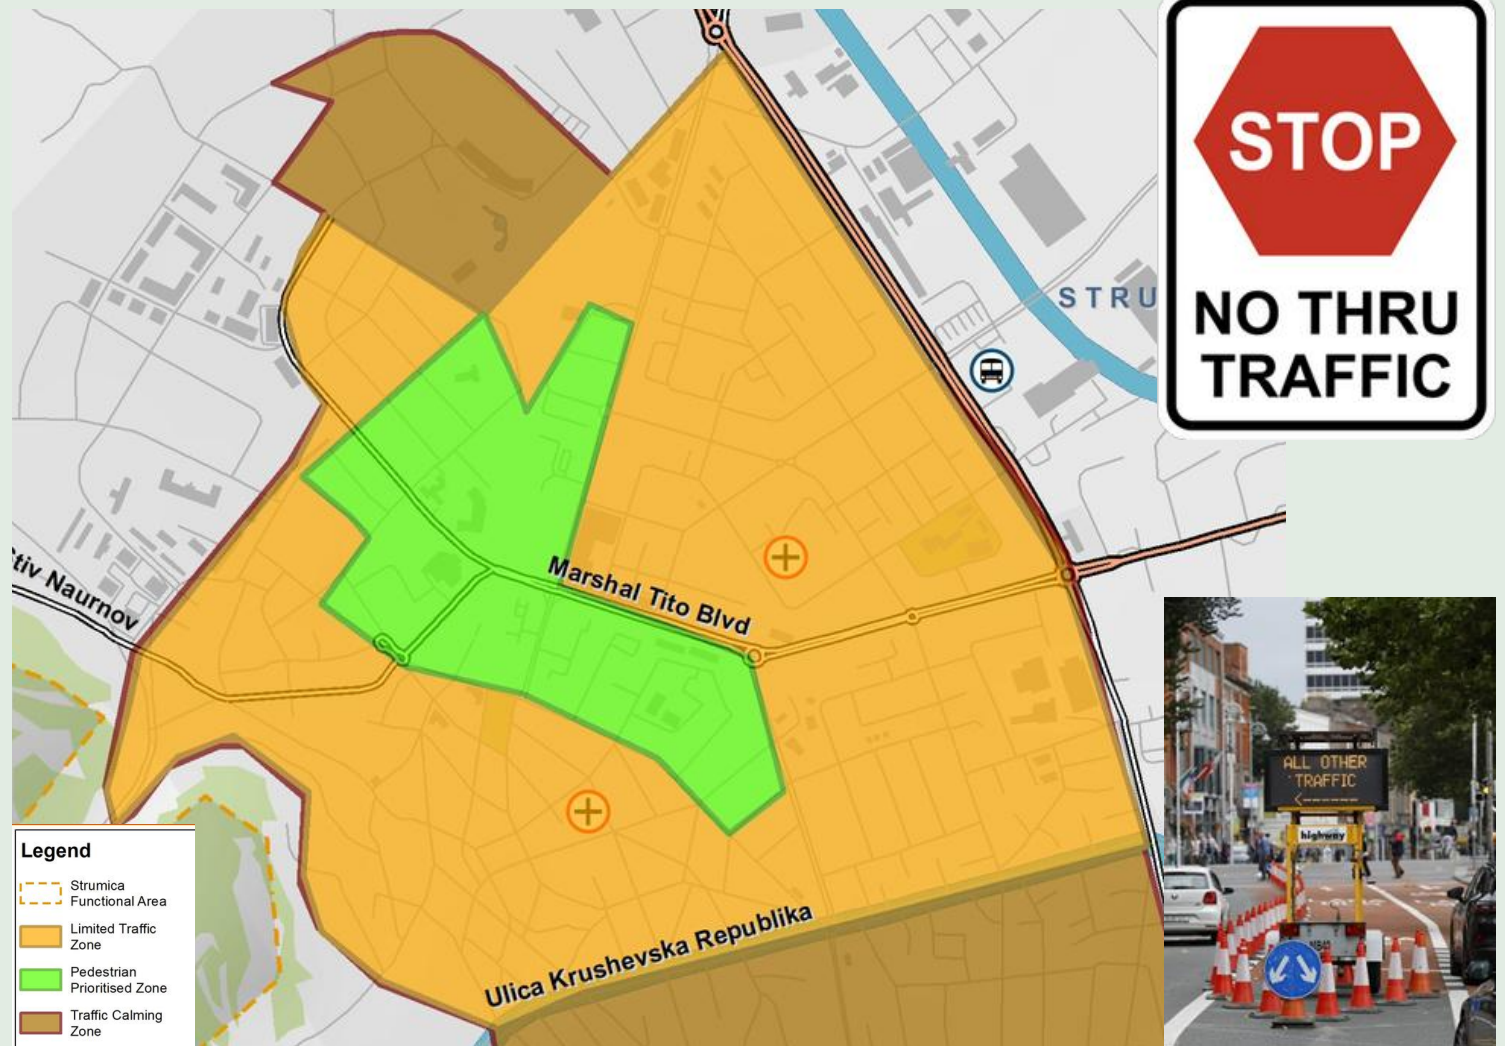 STOP
NO THRU
TRAFFIC
STRU
tiv Naurnov
Marshal Tito Blvd
Ulica Krushevska Republika
Legend
Strumica
Functional Area
Limited Traffic
Zone
Pedestrian
Prioritised Zone
Traffic Calming
Zone
ALL OTHER
TRAFFIC
highway